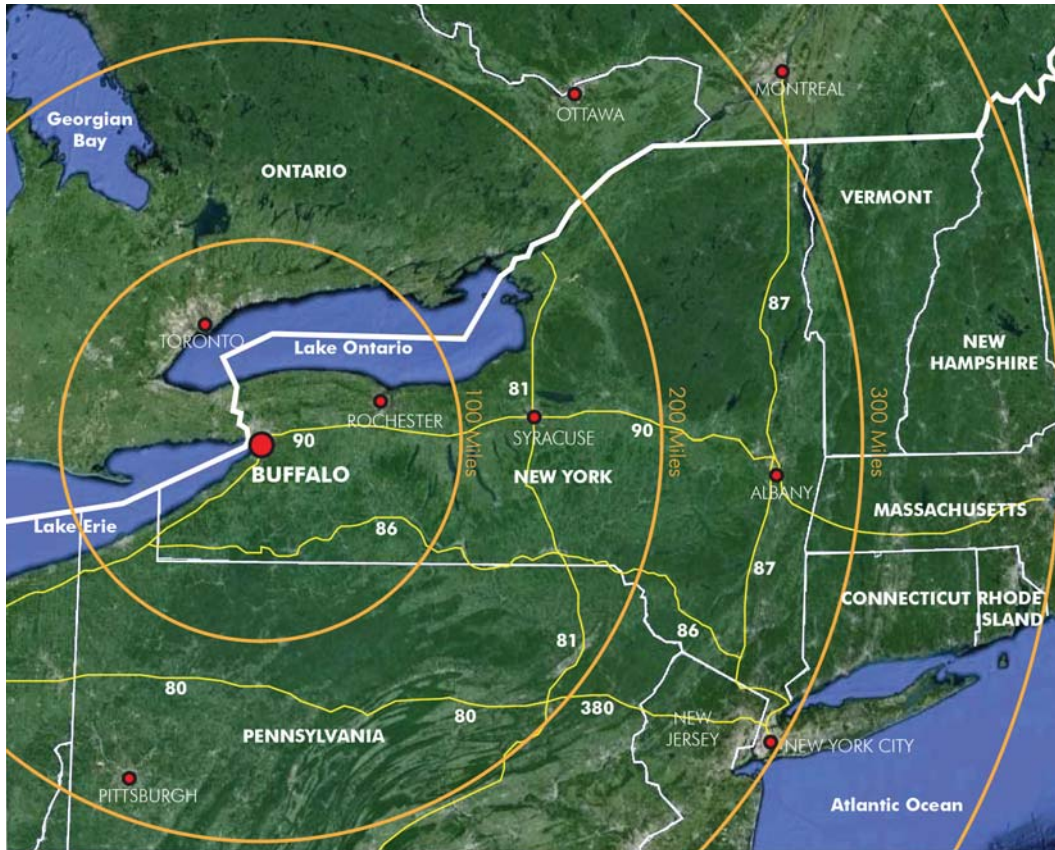 MONTREAL
OTTAWA
Georgian
Bay
ONTARIO
VERMONT
87
TORONTO
Lake Ontario
NEW
HAMPSHIRE
81
100 Miles
200 Miles
300 Miles
ROCHESTER
90
SYRACUSE
90
BUFFALO
NEW YORK
ALBANY
MASSACHUSETTS
Lake Erie
86
87
CONNECTICUT
RHODE
ISLAND
81
86
80
80
380
PENNSYLVANIA
NEW
JERSEY
NEW YORK CITY
PITTSBURGH
Atlantic Ocean